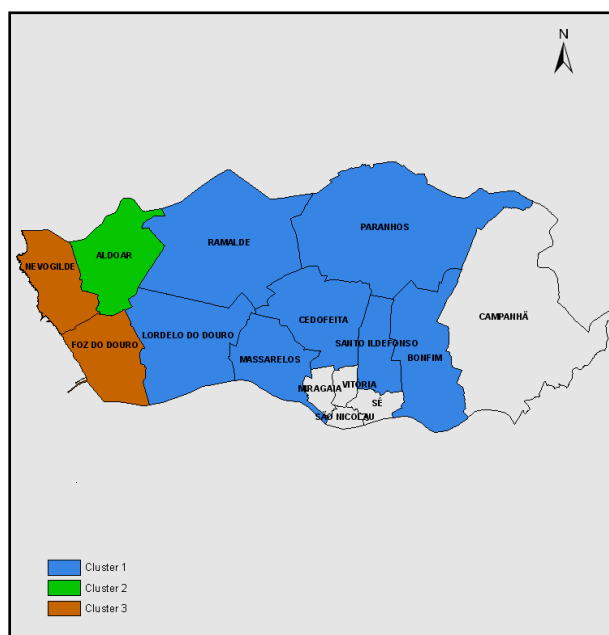 N
PARANHOS
RAMALDE
ALDOAR
NEVOGILDE
CAMPANHÃ
CEDOFEITA
LORDELO DO DOURO
FOZ DO DOURO
SANTO ILDEFONSO
MASSARELOS
BONFIM
MIRAGAIA
VITORIA
SÉ
SÃO NICOLAU
Cluster 1
Cluster 2
Cluster 3